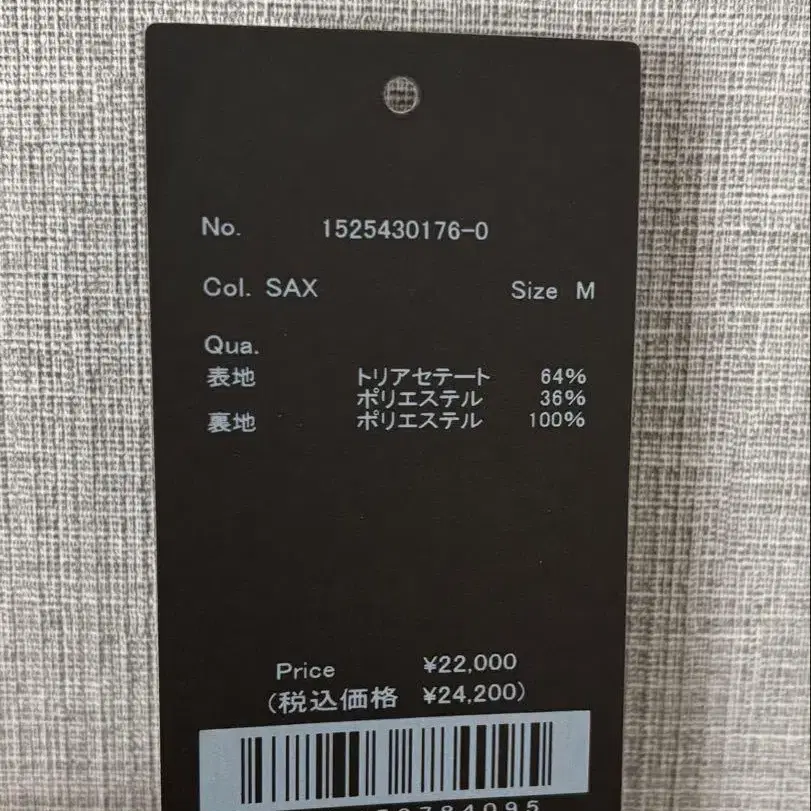 No. 1525430176-0
Col. SAX Size M
Qua.
表地 トリアセテート 64%
ポリエステル 36%
裏地 ポリエステル 100%
Price ¥22,000
(税込価格 ¥24,200)